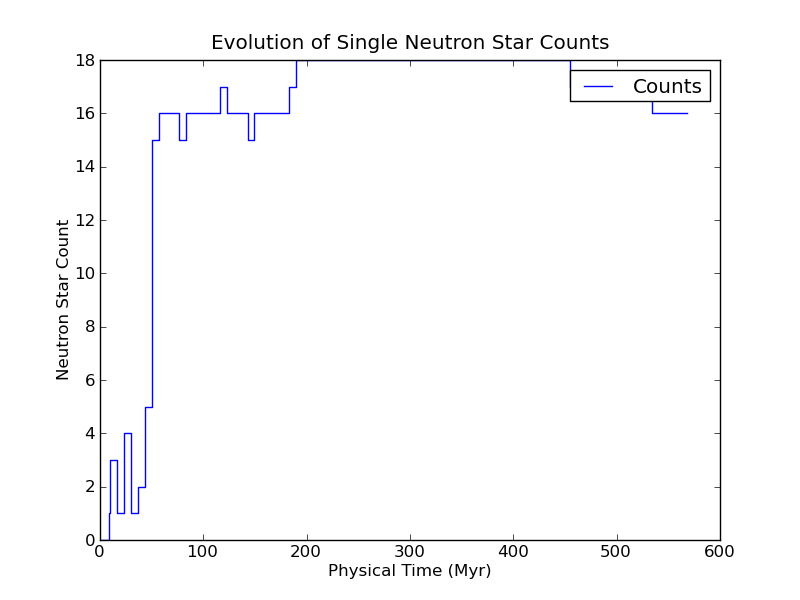 Evolution of Single Neutron Star Counts
Counts
18
16
14
12
10
8
6
4
2
0
Neutron Star Count
0 100 200 300 400 500 600
Physical Time (Myr)